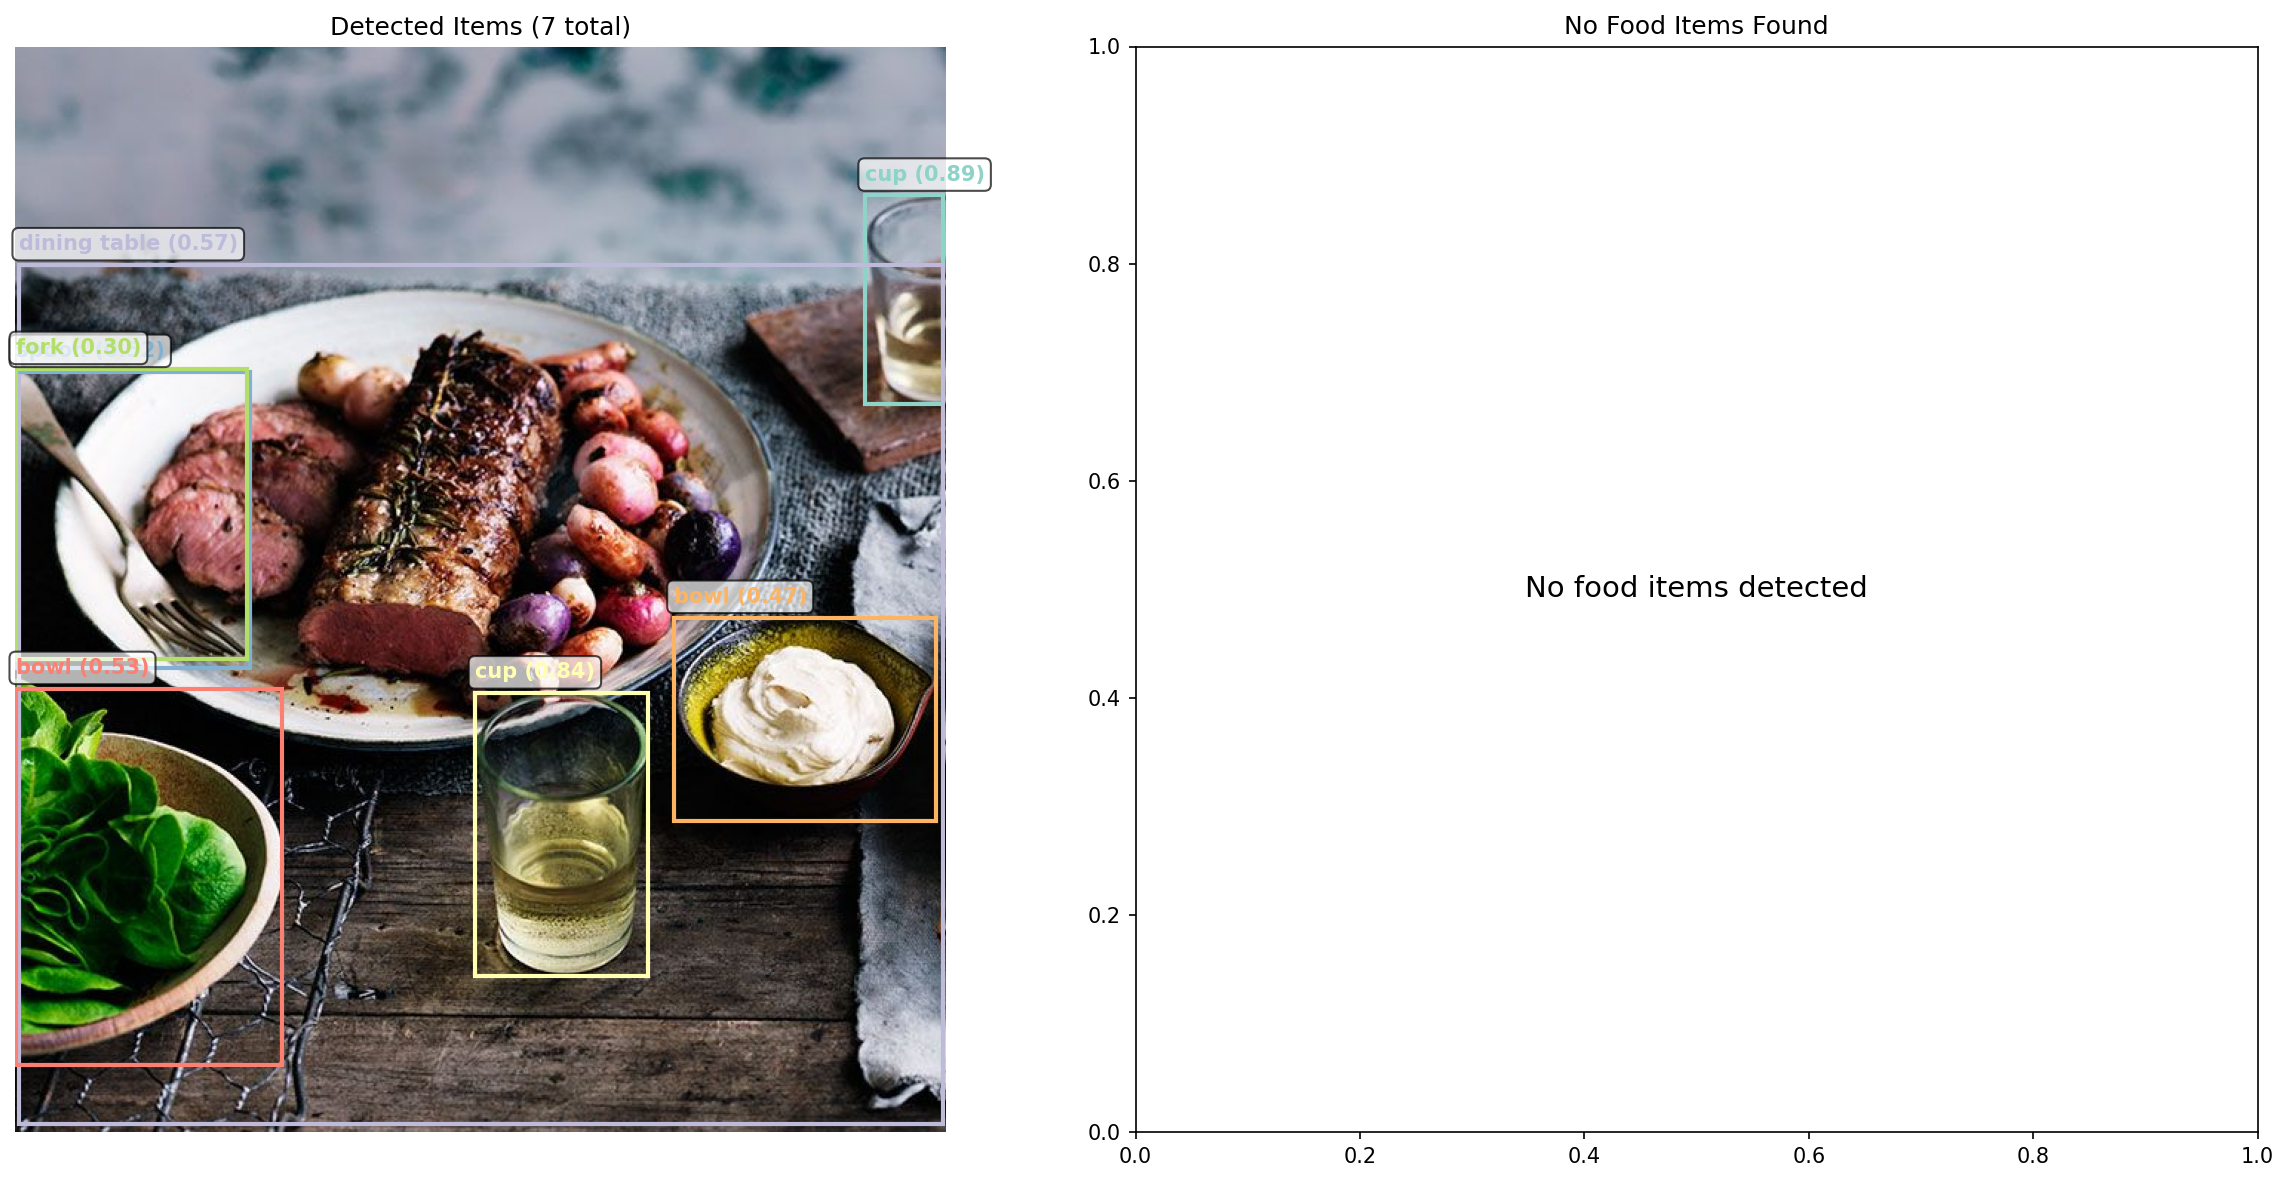 Detected Items (7 total)
cup (0.89)
dining table (0.57)
fork (0.30)
2)
bowl (0.47)
bowl (0.53)
cup (0.84)
No Food Items Found
1.0
0.8
0.6
0.4
0.2
0.0
No food items detected
0.0 0.2 0.4 0.6 0.8 1.0